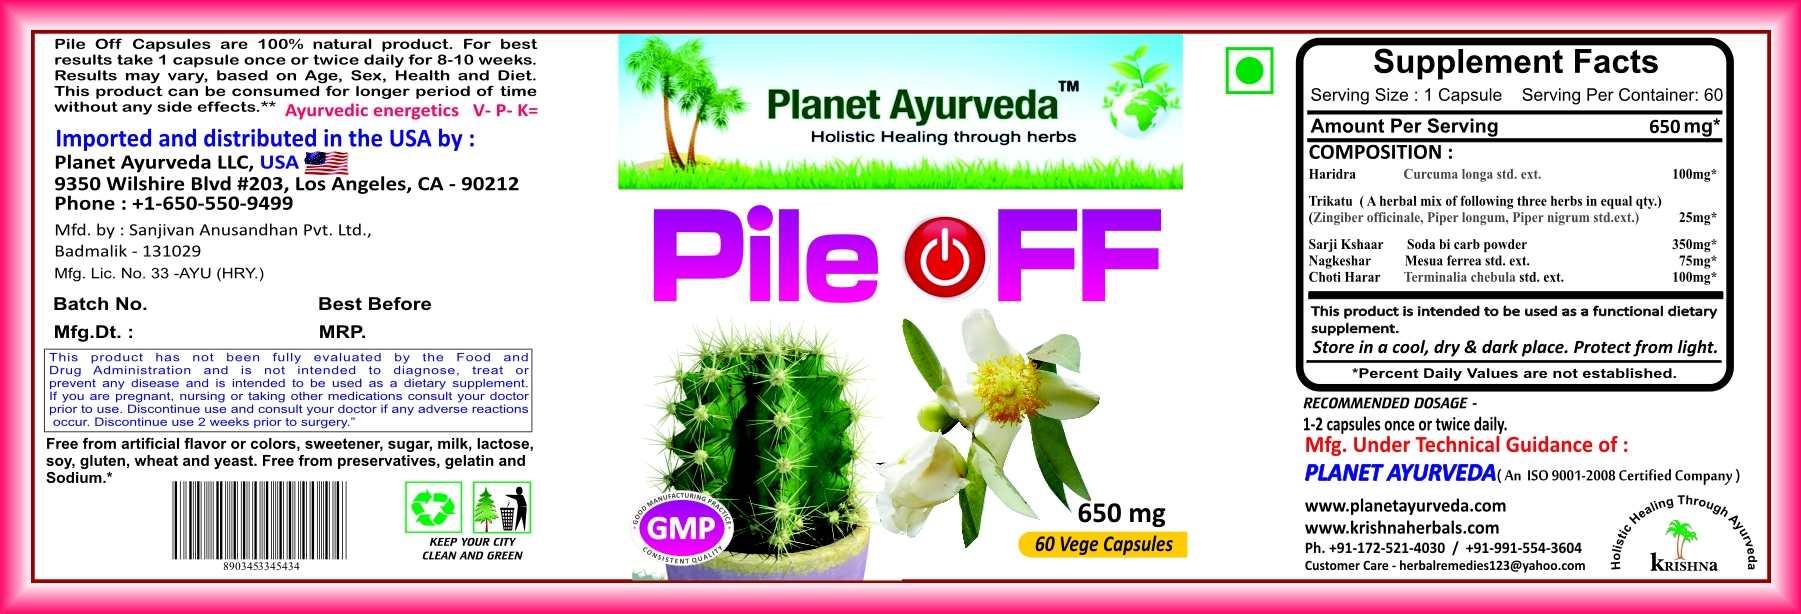 Pile Off Capsules are 100% natural product. For best
results take 1 capsule once or twice daily for 8-10 weeks.
Results may vary, based on Age, Sex, Health and Diet.
This product can be consumed for longer period of time
without any side effects.** Ayurvedic energetics V- P- K=
Imported and distributed in the USA by :
Planet Ayurveda LLC, USA
9350 Wilshire Blvd #203, Los Angeles, CA - 90212
Phone : +1-650-550-9499
Mfd. by : Sanjivan Anusandhan Pvt. Ltd.,
Badmalik - 131029
Mfg. Lic. No. 33 -AYU (HRY.)
Batch No. Best Before
Mfg.Dt. : MRP.
This product has not been fully evaluated by the Food and
Drug Administration and is not intended to diagnose, treat or
prevent any disease and is intended to be used as a dietary supplement.
If you are pregnant, nursing or taking other medications consult your doctor
prior to use. Discontinue use and consult your doctor if any adverse reactions
occur. Discontinue use 2 weeks prior to surgery."
Free from artificial flavor or colors, sweetener, sugar, milk, lactose,
soy, gluten, wheat and yeast. Free from preservatives, gelatin and
Sodium.*
8903453345434
KEEP YOUR CITY
CLEAN AND GREEN
Planet Ayurveda™
Holistic Healing through herbs
Pile OFF
GOOD MANUFACTURING PRACTICE
GMP
CONSISTENT QUALITY
650 mg
60 Vege Capsules
Supplement Facts
Serving Size : 1 Capsule Serving Per Container: 60
Amount Per Serving 650 mg*
COMPOSITION :
Haridra Curcuma longa std. ext. 100mg*
Trikatu ( A herbal mix of following three herbs in equal qty.)
(Zingiber officinale, Piper longum, Piper nigrum std.ext.) 25mg*
Sarji Kshaar Soda bi carb powder 350mg*
Nagkeshar Mesua ferrea std. ext. 75mg*
Choti Harar Terminalia chebula std. ext. 100mg*
This product is intended to be used as a functional dietary
supplement.
Store in a cool, dry & dark place. Protect from light.
*Percent Daily Values are not established.
RECOMMENDED DOSAGE -
1-2 capsules once or twice daily.
Mfg. Under Technical Guidance of :
PLANET AYURVEDA ( An ISO 9001-2008 Certified Company )
www.planetayurveda.com
www.krishnaherbals.com
Ph. +91-172-521-4030 / +91-991-554-3604
Customer Care - herbalremedies123@yahoo.com
Holistic Healing Through Ayurveda
kRISHNa